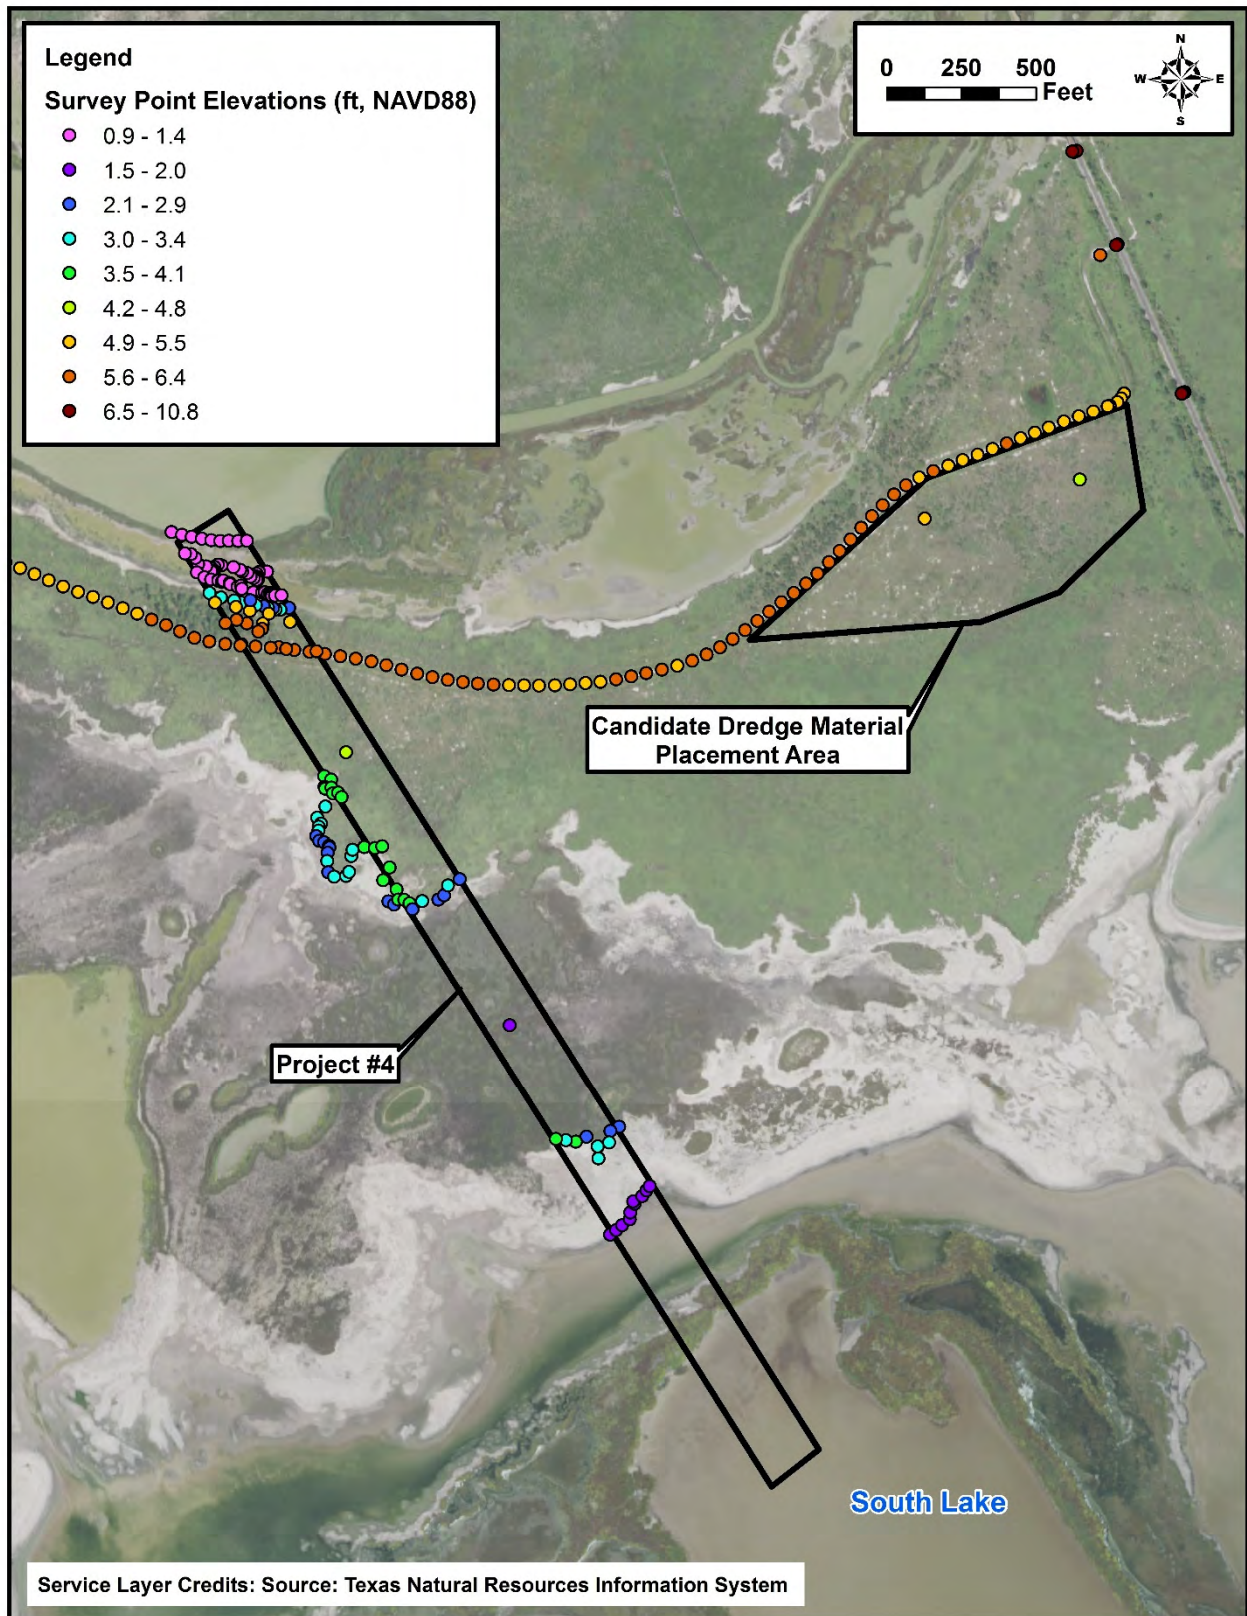 Legend
Survey Point Elevations (ft, NAVD88)
0.9 - 1.4
1.5 - 2.0
2.1 - 2.9
3.0 - 3.4
3.5 - 4.1
4.2 - 4.8
4.9 - 5.5
5.6 - 6.4
6.5 - 10.8
0 250 500
Feet
N
W E
S
Candidate Dredge Material
Placement Area
Project #4
South Lake
Service Layer Credits: Source: Texas Natural Resources Information System